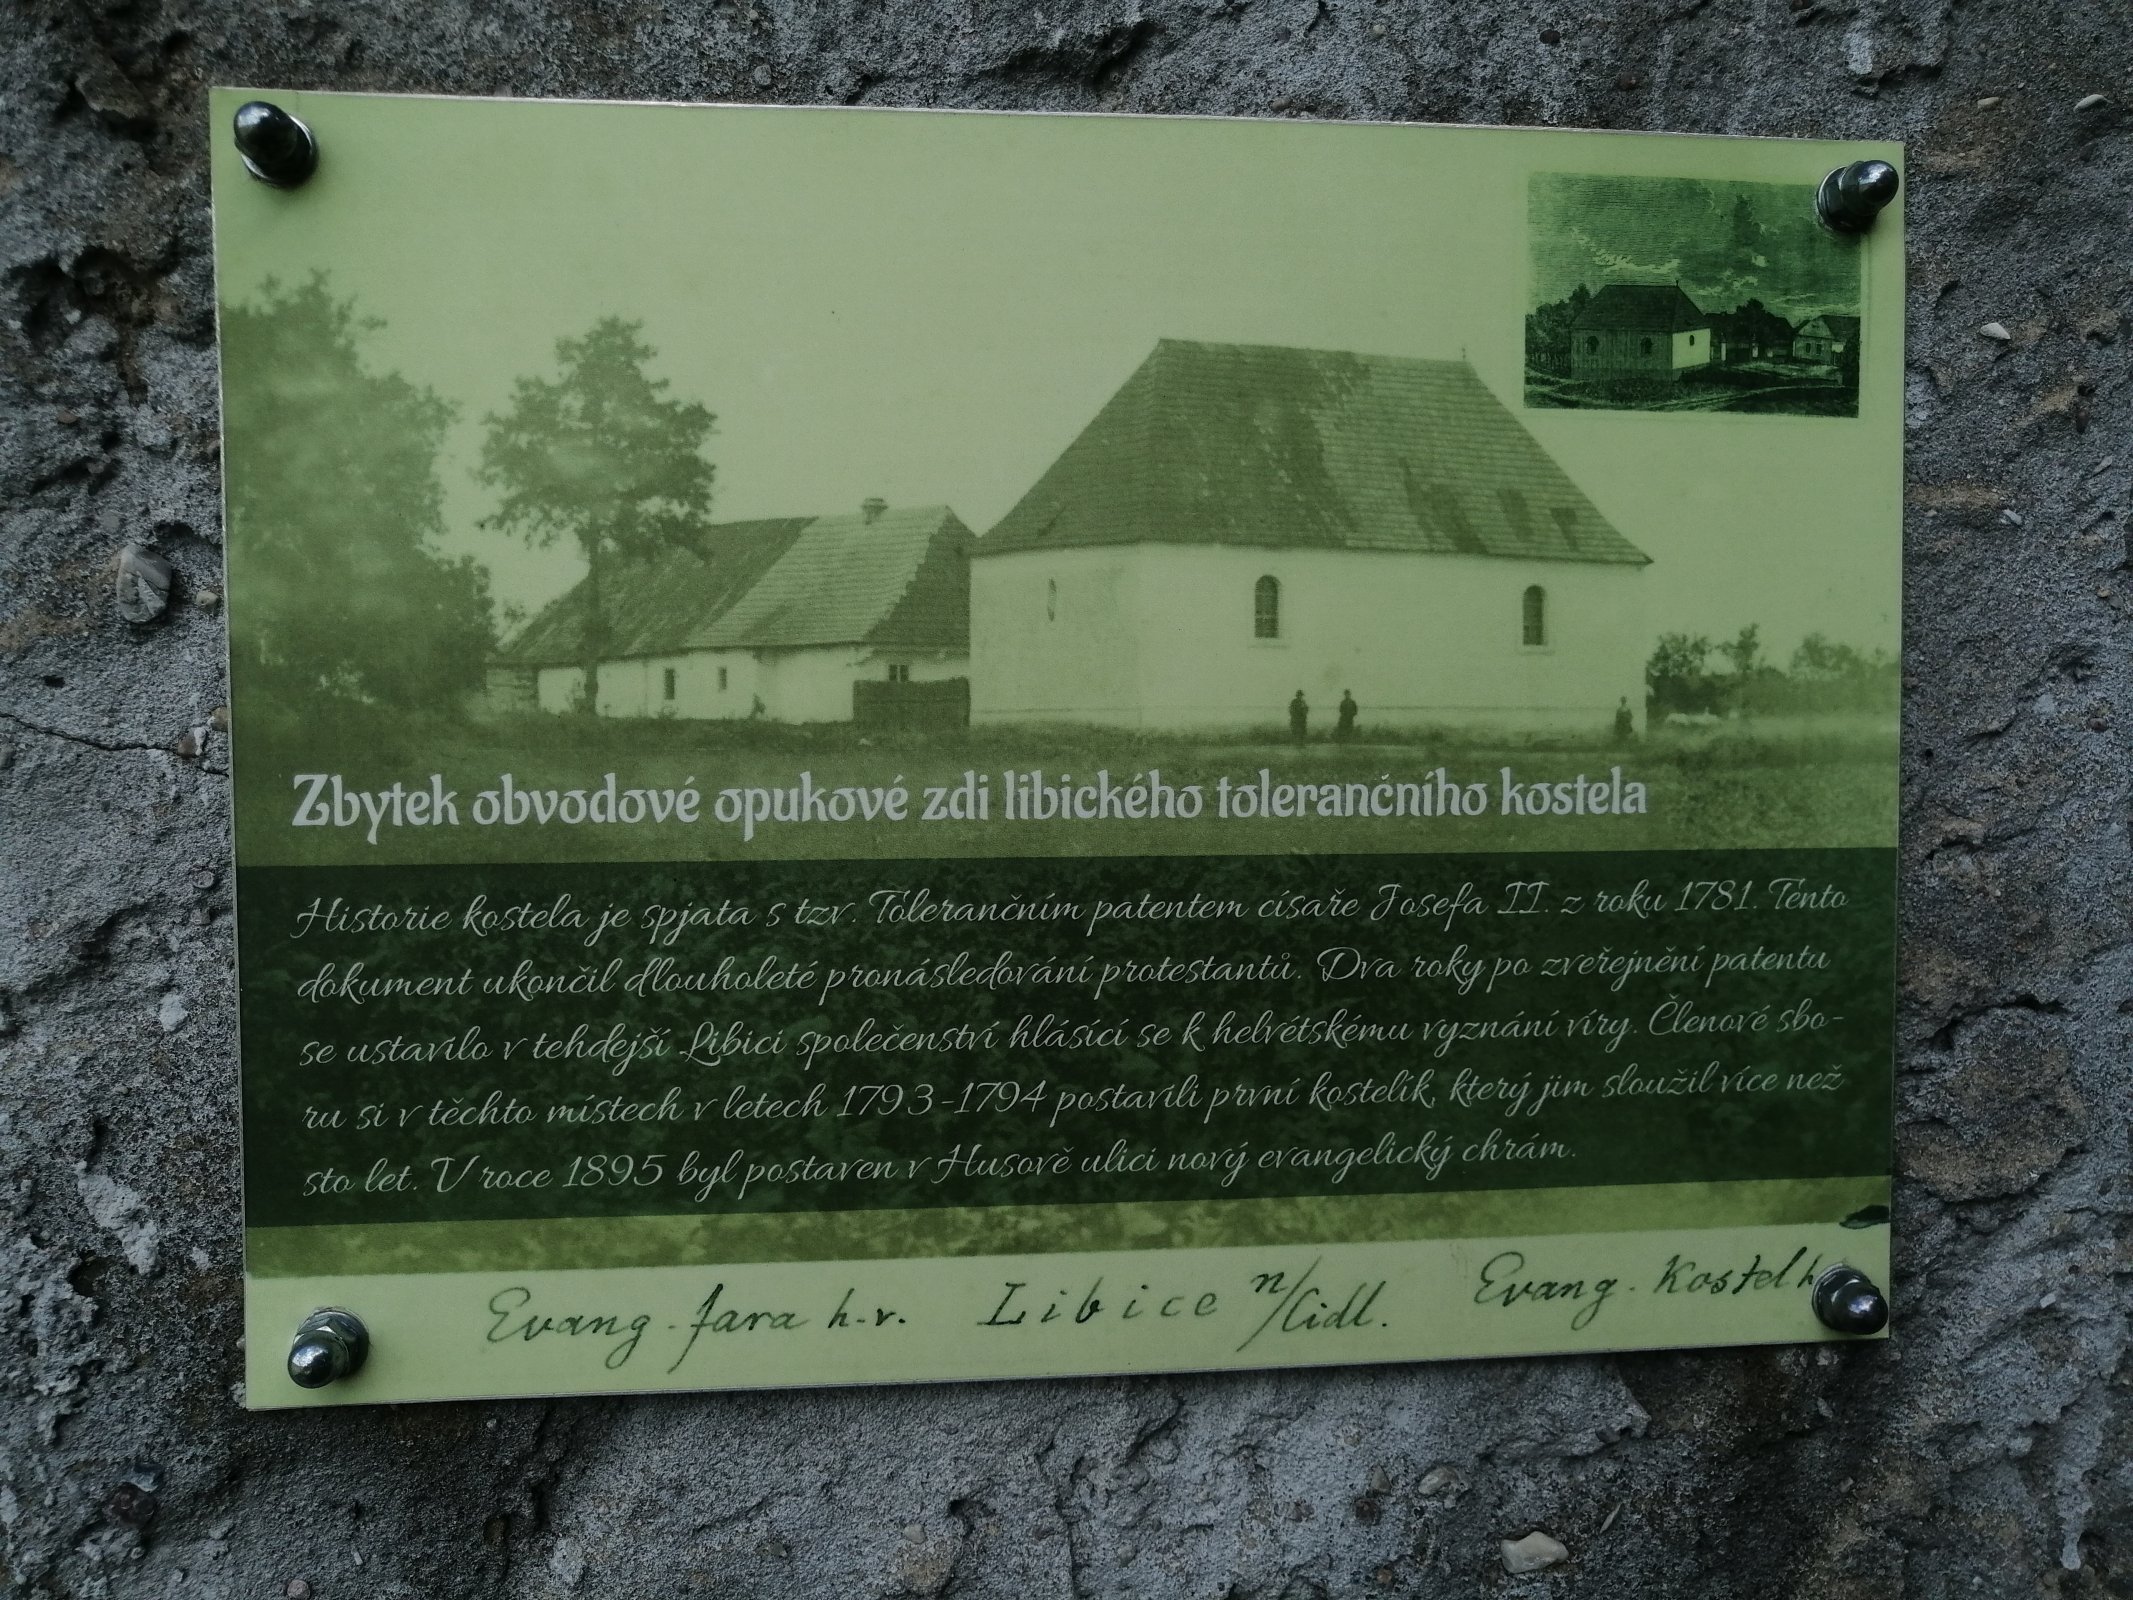 Zbytek obvodové opukové zdi libického tolerančního kostela
Historie kostela je spjata s tzv. Tolerančním patentem císaře Josefa II. z roku 1781. Tento
dokument ukončil dlouholeté pronásledování protestantů. Dva roky po zveřejnění patentu
se ustavilo v tehdejší Libici společenství hlásící se k helvétskému vyznání víry. Členové sbo-
ru si v těchto místech v letech 1793-1794 postavili první kostelík, který jim sloužil více než
sto let. V roce 1895 byl postaven v Husově ulici nový evangelický chrám.
Evang. fara h.v. Libice n/Cidl. Evang. Kostel h